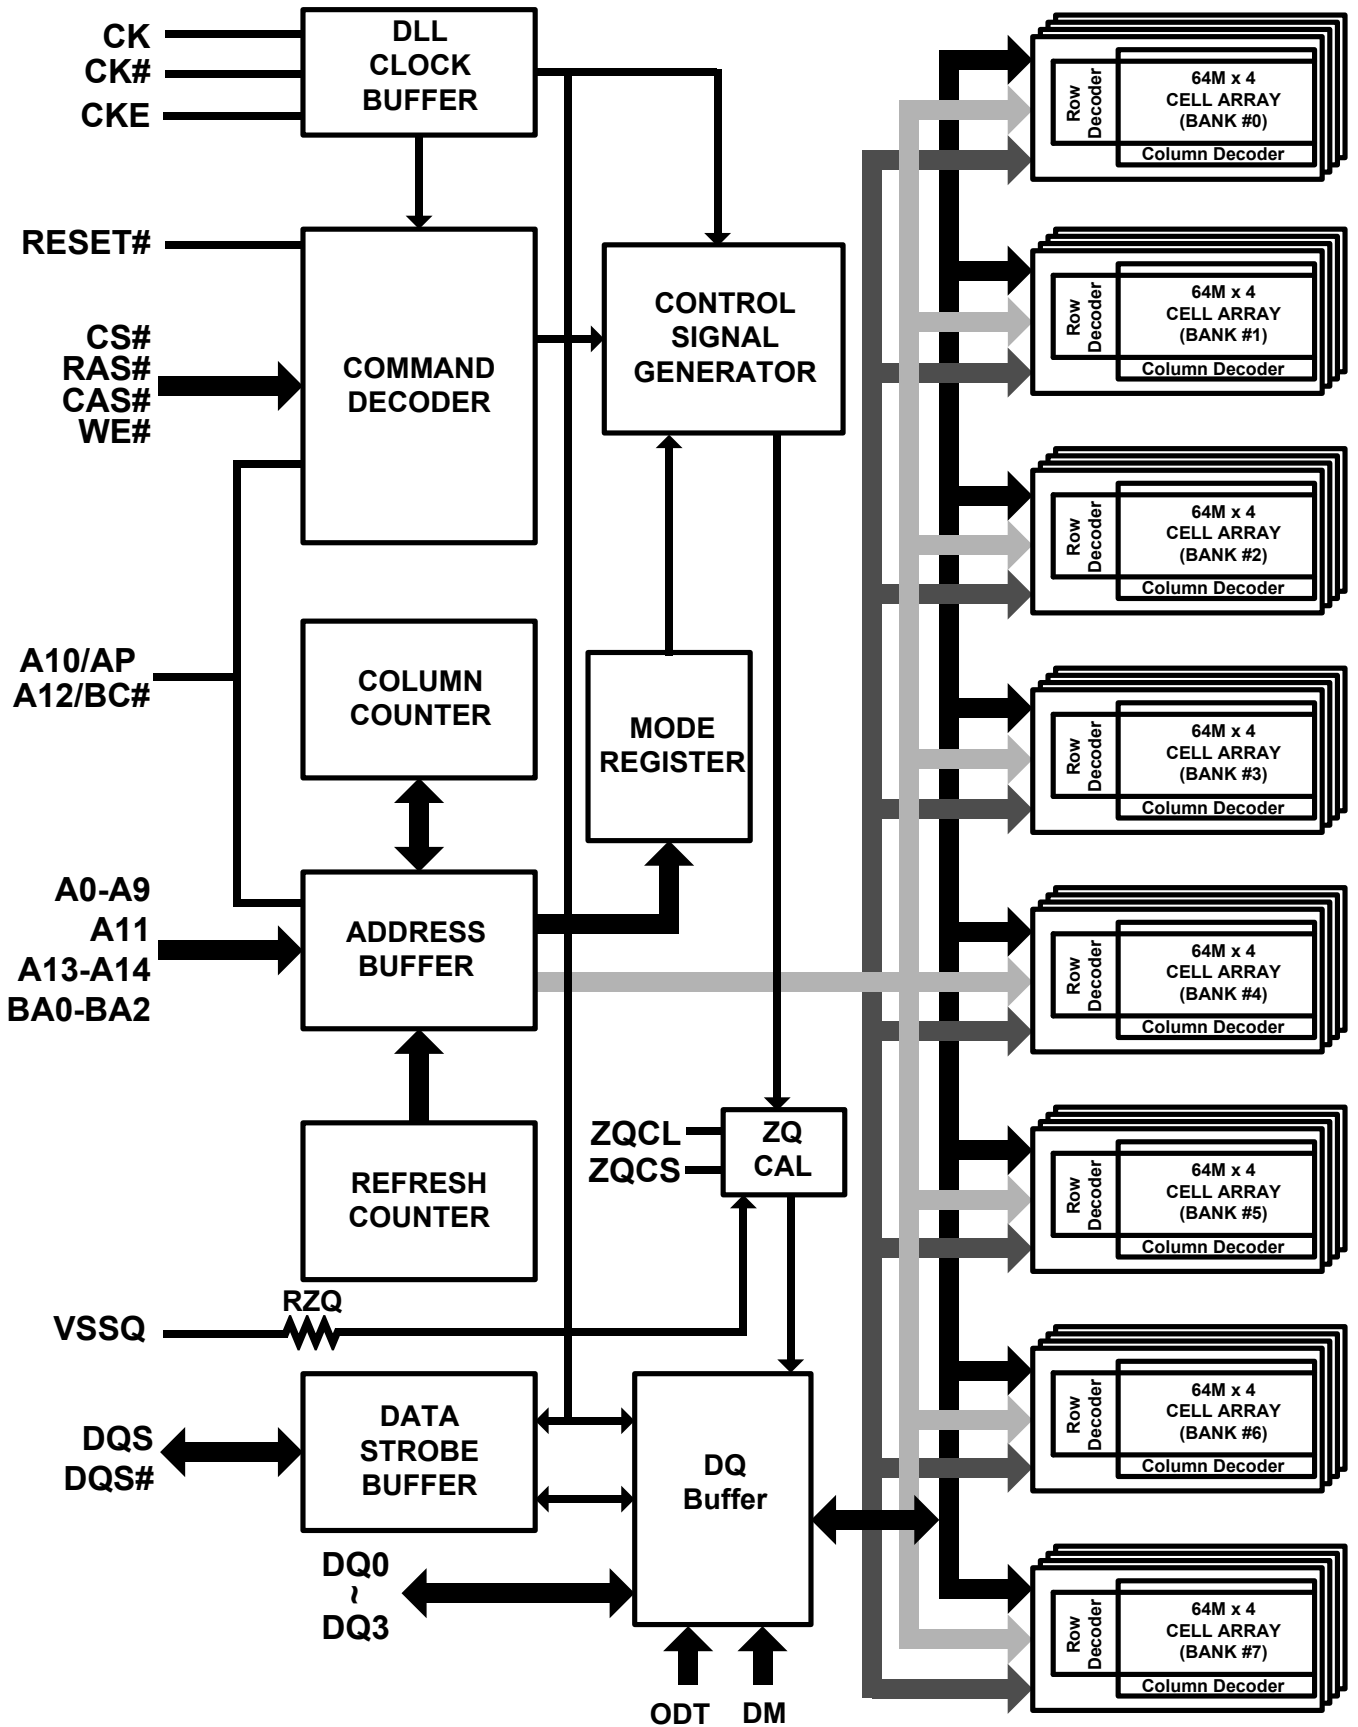 CK
CK#
CKE
DLL
CLOCK
BUFFER
RESET#
CS#
RAS#
CAS#
WE#
COMMAND
DECODER
CONTROL
SIGNAL
GENERATOR
A10/AP
A12/BC#
COLUMN
COUNTER
MODE
REGISTER
A0-A9
A11
A13-A14
BA0-BA2
ADDRESS
BUFFER
REFRESH
COUNTER
ZQCL
ZQCS
ZQ
CAL
VSSQ
RZQ
DQS
DQS#
DATA
STROBE
BUFFER
DQ
Buffer
DQ0
~
DQ3
ODT
DM
Row
Decoder
64M x 4
CELL ARRAY
(BANK #0)
Column Decoder
Row
Decoder
64M x 4
CELL ARRAY
(BANK #1)
Column Decoder
Row
Decoder
64M x 4
CELL ARRAY
(BANK #2)
Column Decoder
Row
Decoder
64M x 4
CELL ARRAY
(BANK #3)
Column Decoder
Row
Decoder
64M x 4
CELL ARRAY
(BANK #4)
Column Decoder
Row
Decoder
64M x 4
CELL ARRAY
(BANK #5)
Column Decoder
Row
Decoder
64M x 4
CELL ARRAY
(BANK #6)
Column Decoder
Row
Decoder
64M x 4
CELL ARRAY
(BANK #7)
Column Decoder